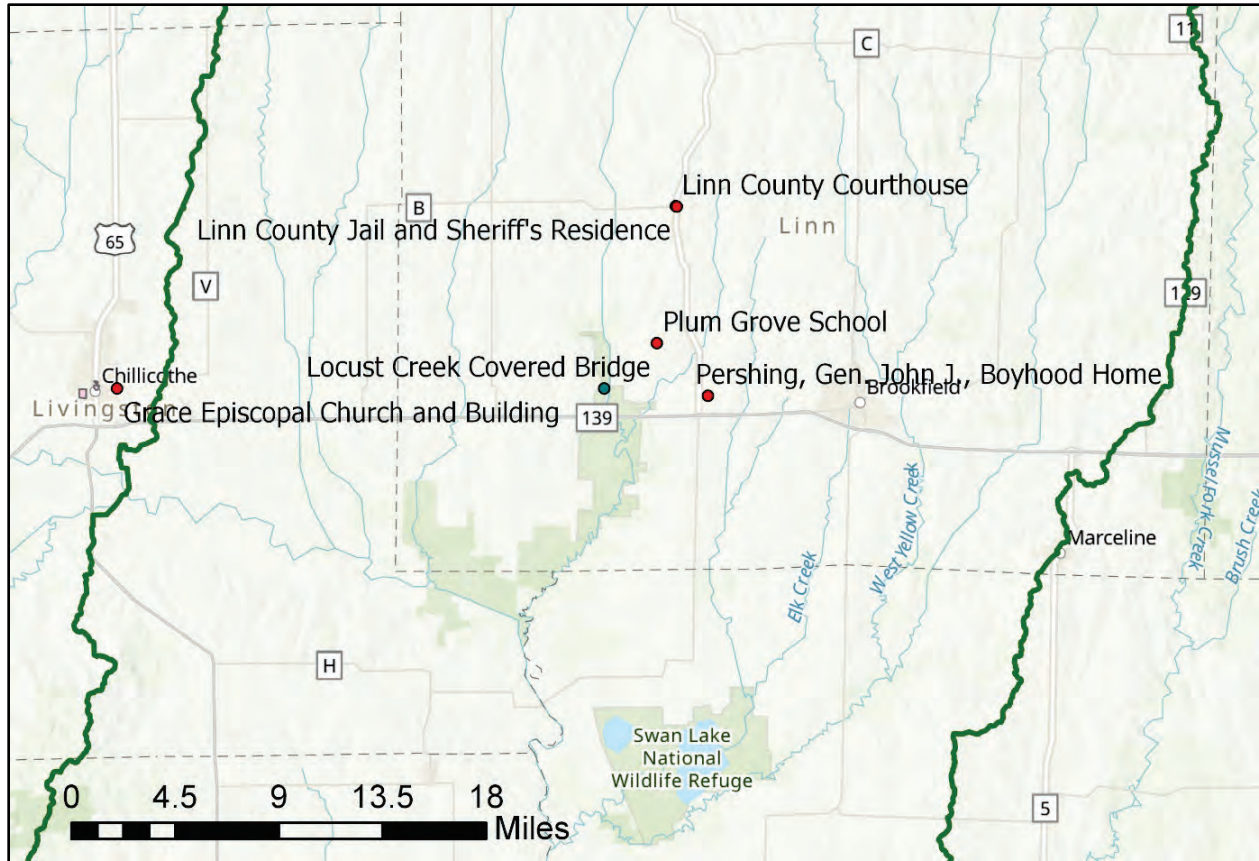 11
C
Linn County Courthouse
B
Linn
Linn County Jail and Sheriff's Residence
65
V
129
Plum Grove School
Locust Creek Covered Bridge
Pershing, Gen. John J., Boyhood Home
Chillicothe
Brookfield
Grace Episcopal Church and Building
139
Mussel Fork Creek
Brush Creek
Marceline
Elk Creek
West Yellow Creek
H
Swan Lake
National
Wildlife Refuge
0 4.5 9 13.5 18
Miles
5